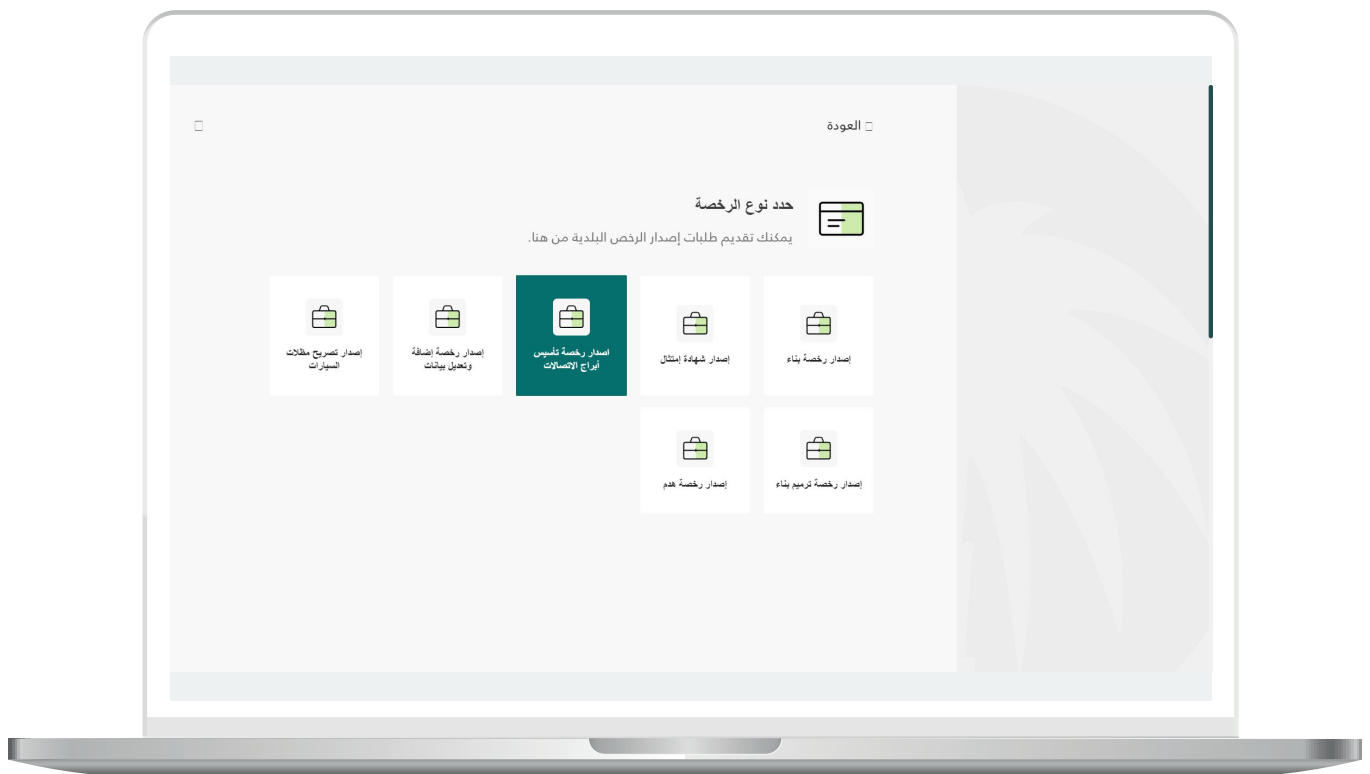 العودة
حدد نوع الرخصة
يمكنك تقديم طلبات إصدار الرخص البلدية من هنا.
إصدار رخصة بناء
إصدار شهادة إمتثال
اصدار رخصة تأسيس
أبراج الاتصالات
إصدار رخصة إضافة
وتعديل بيانات
إصدار تصريح مظلات
السيارات
إصدار رخصة ترميم بناء
إصدار رخصة هدم